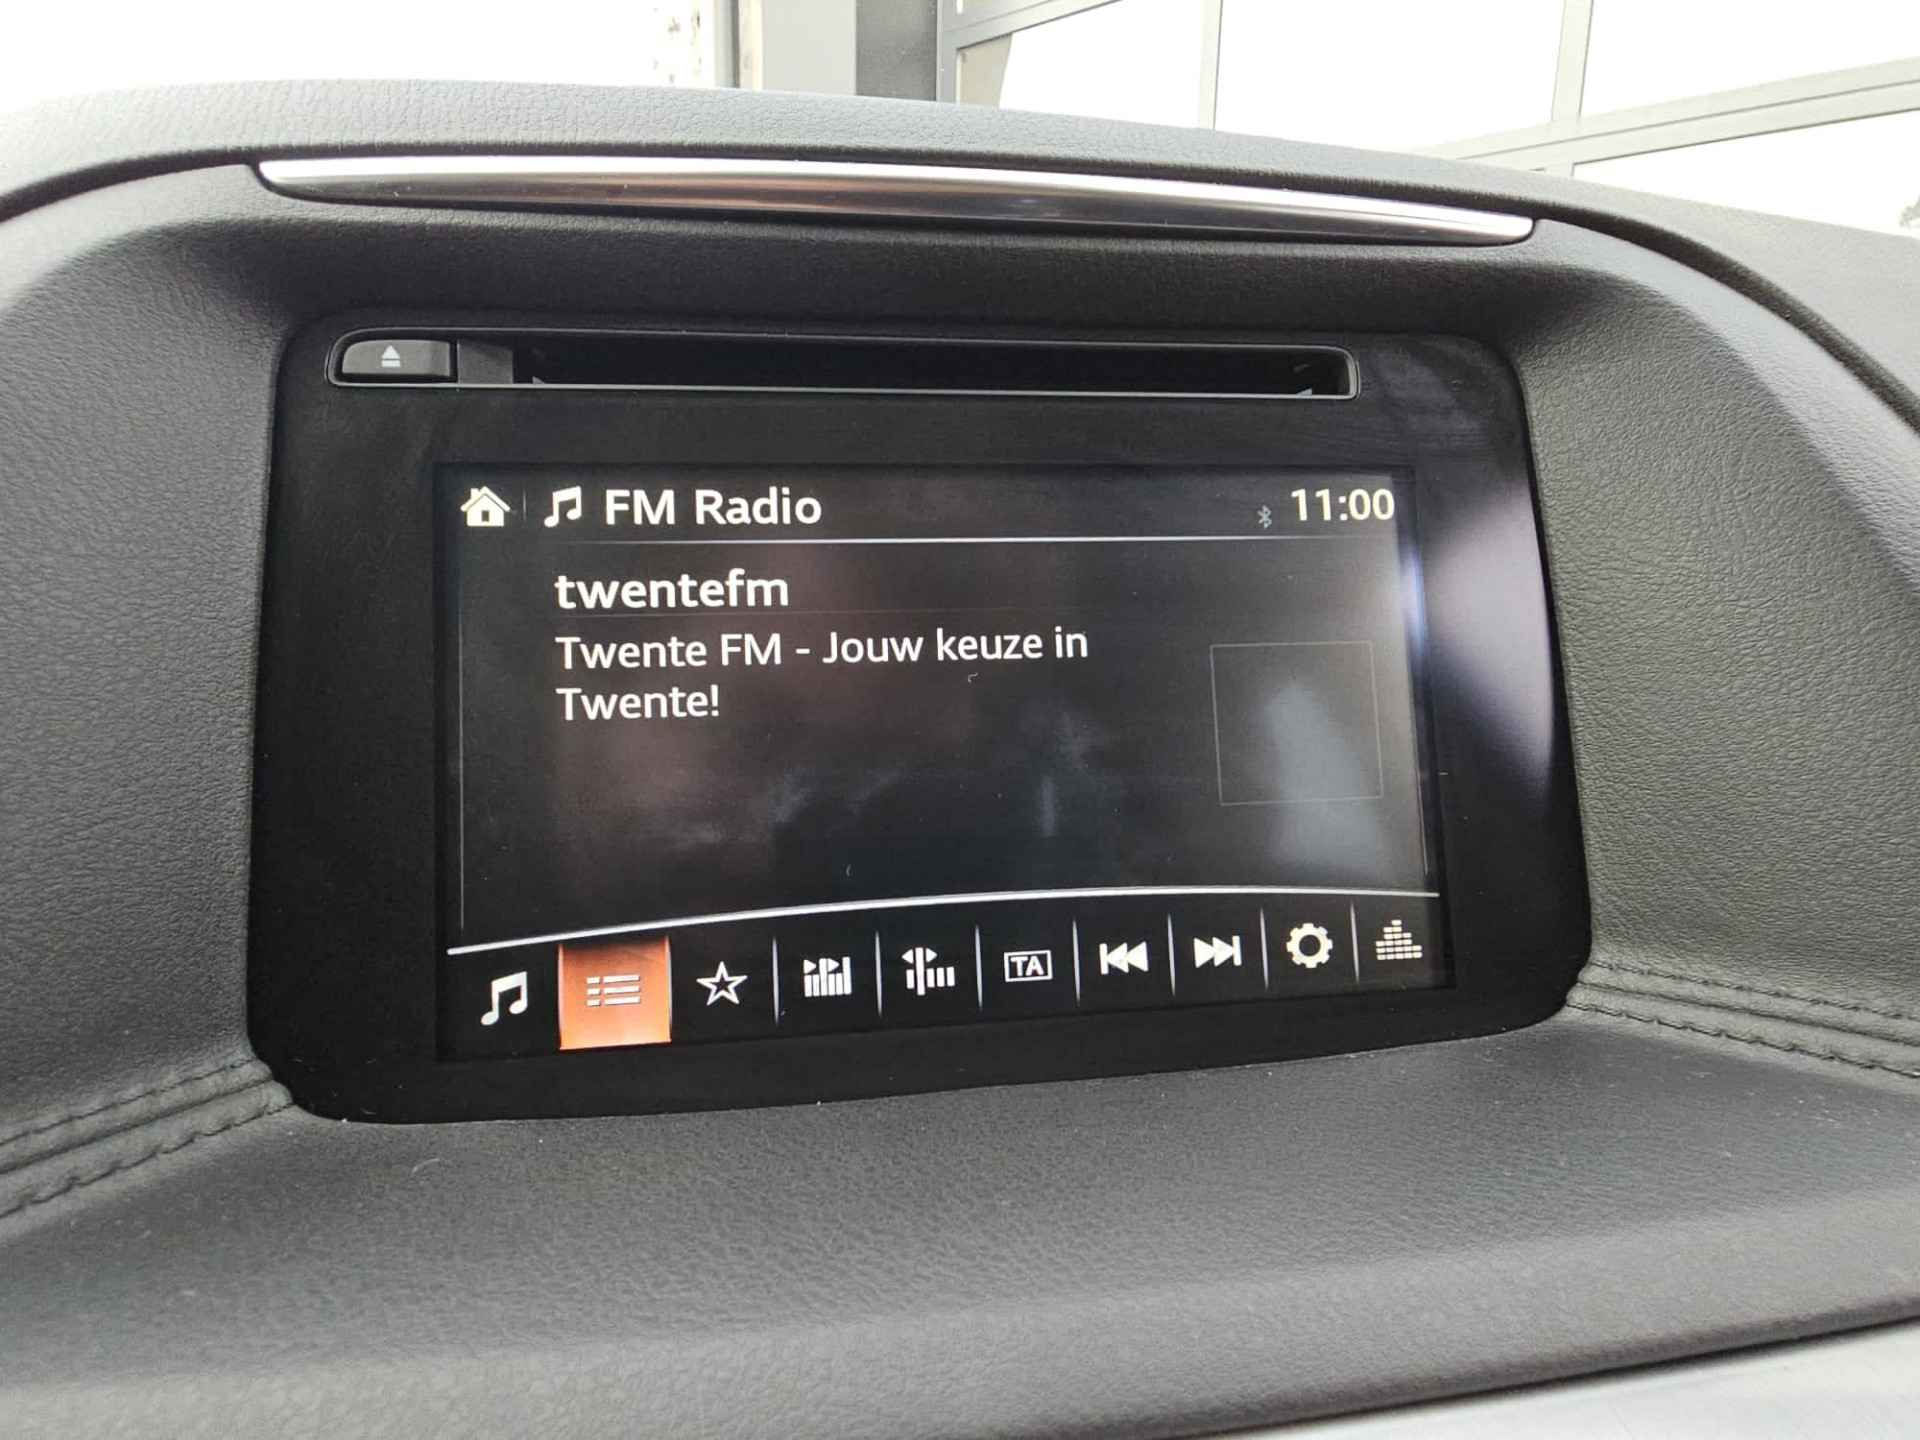 FM Radio 11:00
twentefm
Twente FM - Jouw keuze in
Twente!
TA